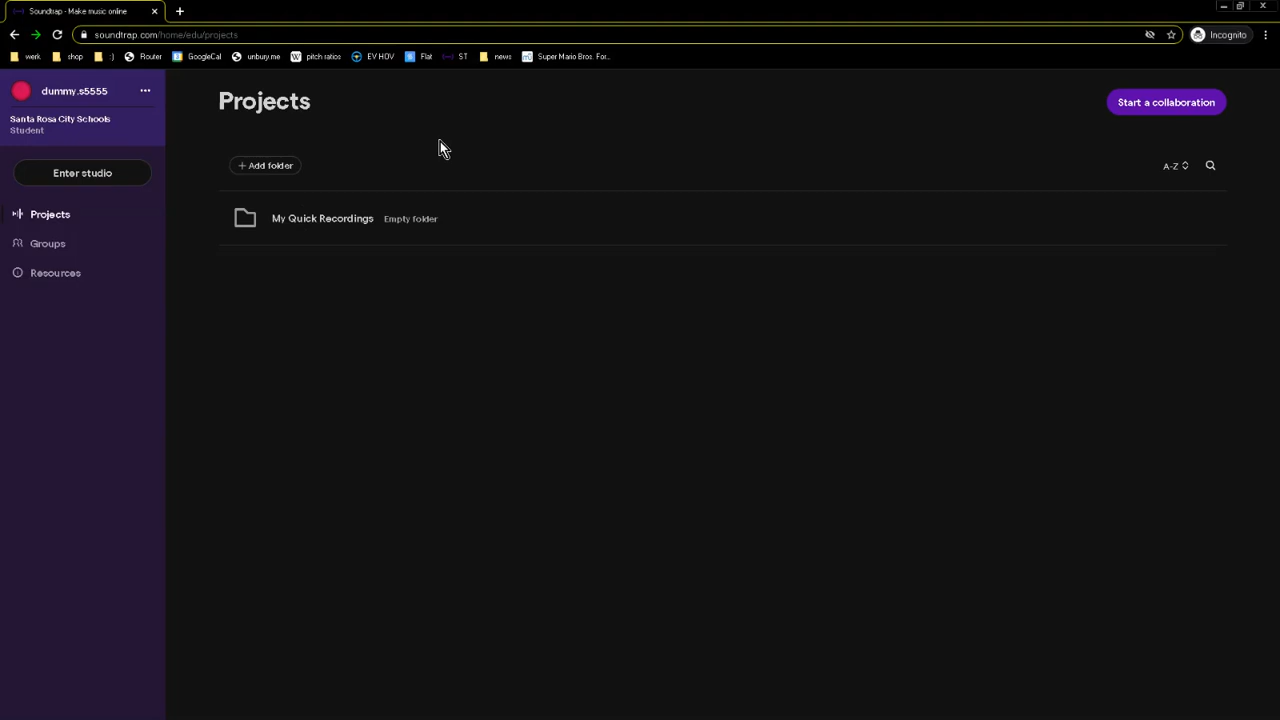 Soundtrap - Make music online
soundtrap.com/home/edu/projects
Incognito
werk
shop
:)
Router
GoogleCal
unbury.me
pitch ratios
EV HOV
Flat
ST
news
Super Mario Bros. For...
dummy.s5555
Santa Rosa City Schools
Student
Enter studio
Projects
Groups
Resources
Projects
Start a collaboration
+ Add folder
A-Z
My Quick Recordings Empty folder